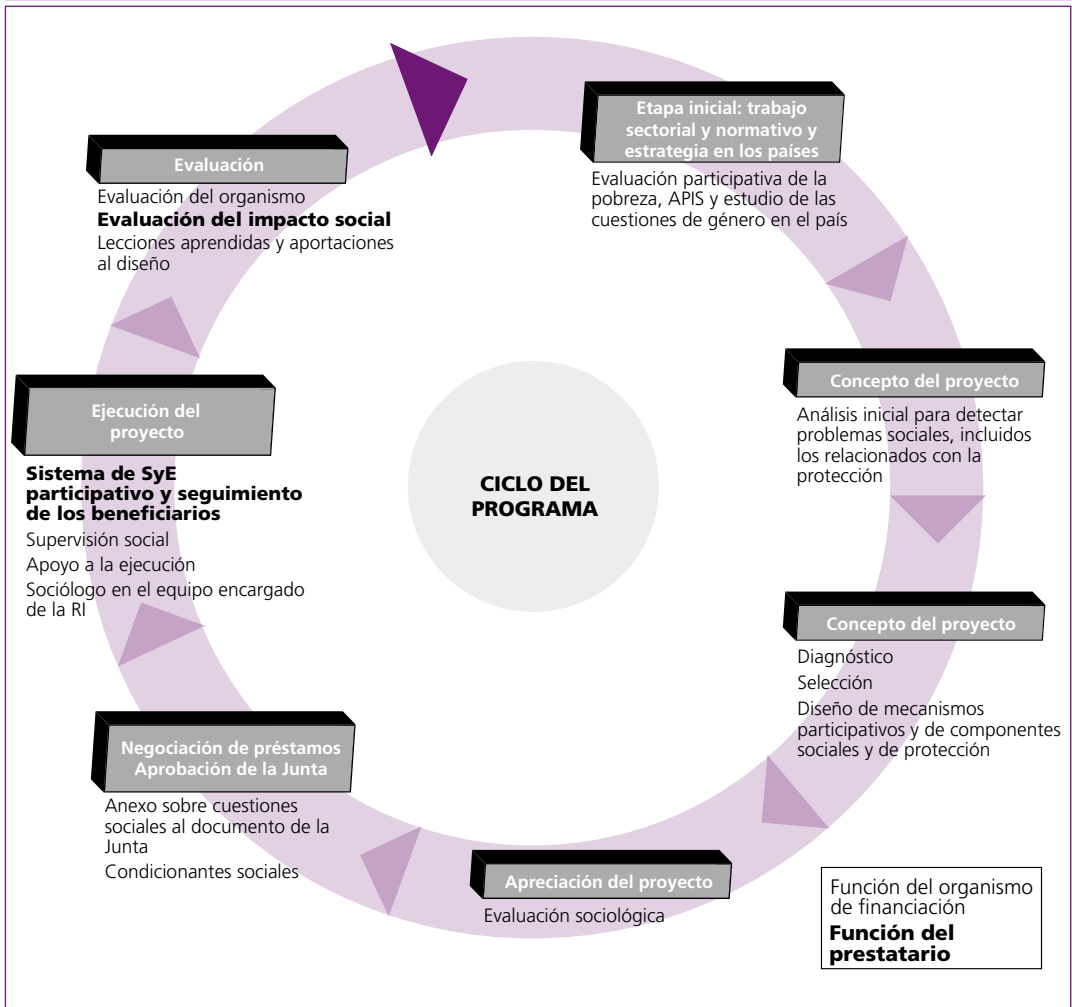 Etapa inicial: trabajo
sectorial y normativo y
estrategia en los países
Evaluación participativa de la
pobreza, APIS y estudio de las
cuestiones de género en el país
Concepto del proyecto
Análisis inicial para detectar
problemas sociales, incluidos
los relacionados con la
protección
Concepto del proyecto
Diagnóstico
Selección
Diseño de mecanismos
participativos y de componentes
sociales y de protección
Apreciación del proyecto
Evaluación sociológica
Negociación de préstamos
Aprobación de la Junta
Anexo sobre cuestiones
sociales al documento de la
Junta
Condicionantes sociales
Ejecución del
proyecto
Sistema de SyE
participativo y seguimiento
de los beneficiarios
Supervisión social
Apoyo a la ejecución
Sociólogo en el equipo encargado
de la RI
Evaluación
Evaluación del organismo
Evaluación del impacto social
Lecciones aprendidas y aportaciones
al diseño
CICLO DEL
PROGRAMA
Función del organismo
de financiación
Función del
prestatario